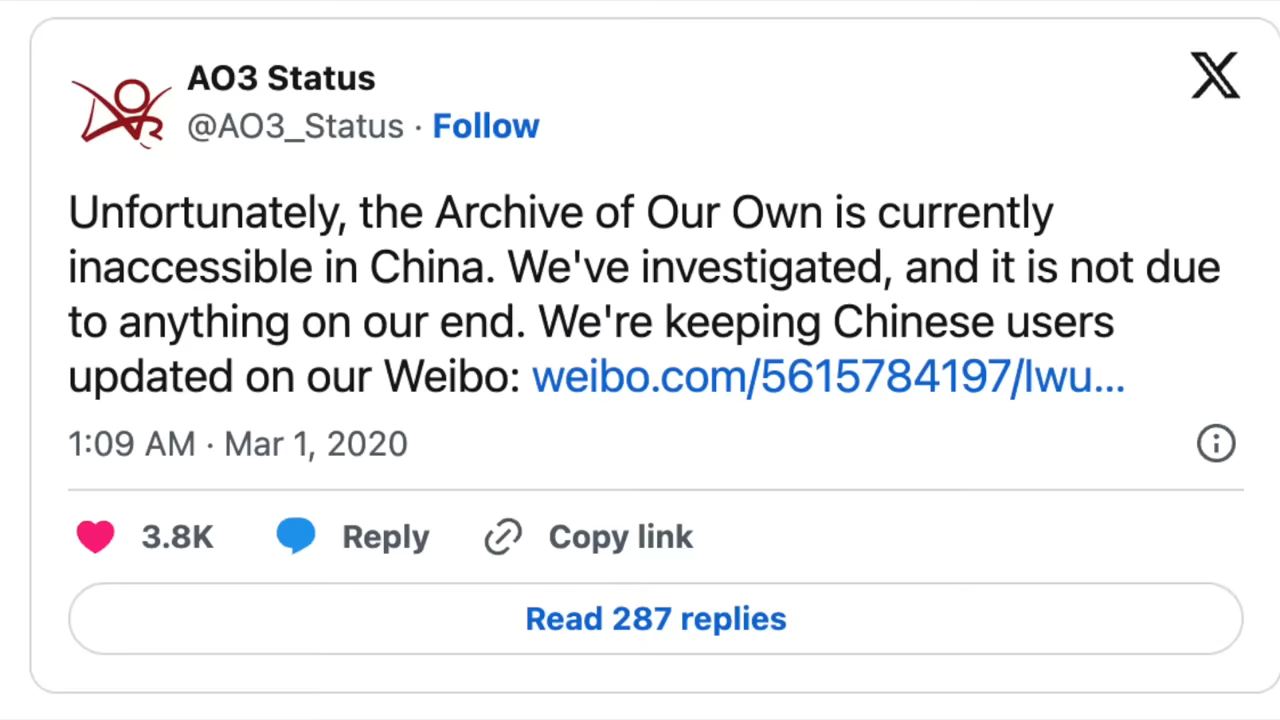 AO3 Status
@AO3_Status · Follow
Unfortunately, the Archive of Our Own is currently
inaccessible in China. We've investigated, and it is not due
to anything on our end. We're keeping Chinese users
updated on our Weibo: weibo.com/5615784197/Iwu...
1:09 AM · Mar 1, 2020
3.8K Reply Copy link
Read 287 replies